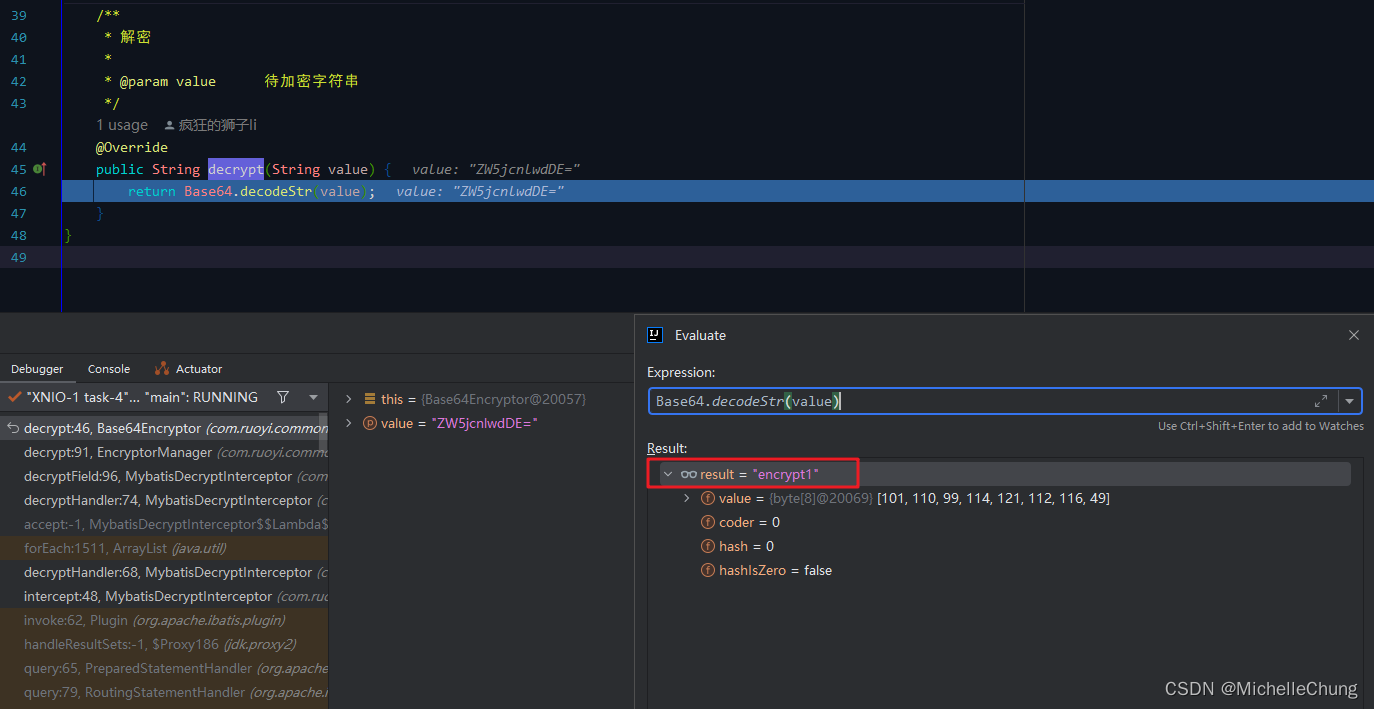 39 /**
40 * 解密
41 *
42 * @param value 待加密字符串
43 */
1 usage 疯狂的狮子li
44 @Override
45 public String decrypt(String value) { value: "ZW5jcnlwdDE="
46 return Base64.decodeStr(value); value: "ZW5jcnlwdDE="
47 }
48 }
49
Debugger Console Actuator
"XNIO-1 task-4"... "main": RUNNING
decrypt:46, Base64Encryptor (com.ruoyi.common
decrypt:91, EncryptorManager (com.ruoyi.commo
decryptField:96, MybatisDecryptInterceptor (com
decryptHandler:74, MybatisDecryptInterceptor (c
accept:-1, MybatisDecryptInterceptor$$Lambda$
forEach:1511, ArrayList (java.util)
decryptHandler:68, MybatisDecryptInterceptor (c
intercept:48, MybatisDecryptInterceptor (com.ruo
invoke:62, Plugin (org.apache.ibatis.plugin)
handleResultSets:-1, $Proxy186 (jdk.proxy2)
query:65, PreparedStatementHandler (org.apache
query:79, RoutingStatementHandler (org.apache.i
this = {Base64Encryptor@20057}
p value = "ZW5jcnlwdDE="
IJ Evaluate
Expression:
Base64.decodeStr(value)
Use Ctrl+Shift+Enter to add to Watches
Result:
result = "encrypt1"
f value = {byte[8]@20069} [101, 110, 99, 114, 121, 112, 116, 49]
f coder = 0
f hash = 0
f hashIsZero = false
CSDN @MichelleChung